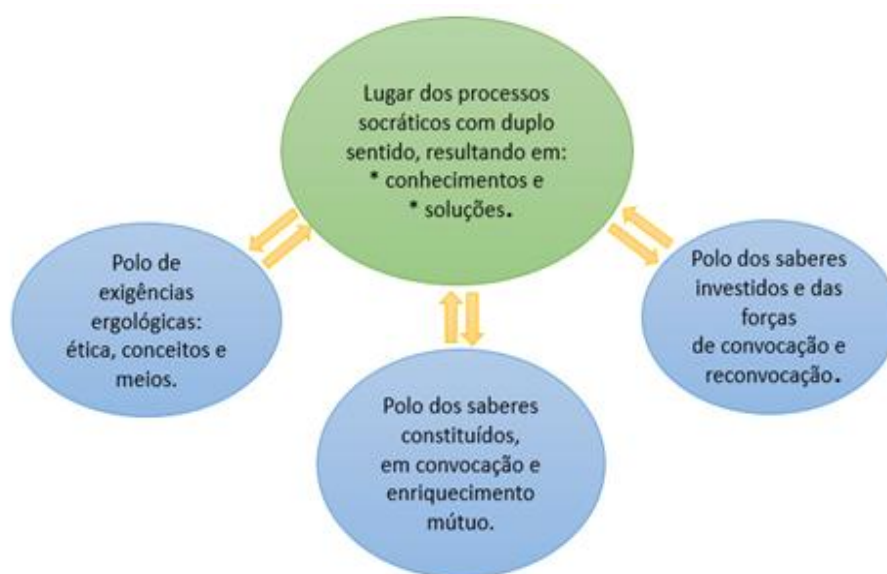 Lugar dos processos
socráticos com duplo
sentido, resultando em:
* conhecimentos e
* soluções.
Polo de
exigências
ergológicas:
ética, conceitos e
meios.
Polo dos saberes
constituídos,
em convocação e
enriquecimento
mútuo.
Polo dos saberes
investidos e das
forças
de convocação e
reconvocação.